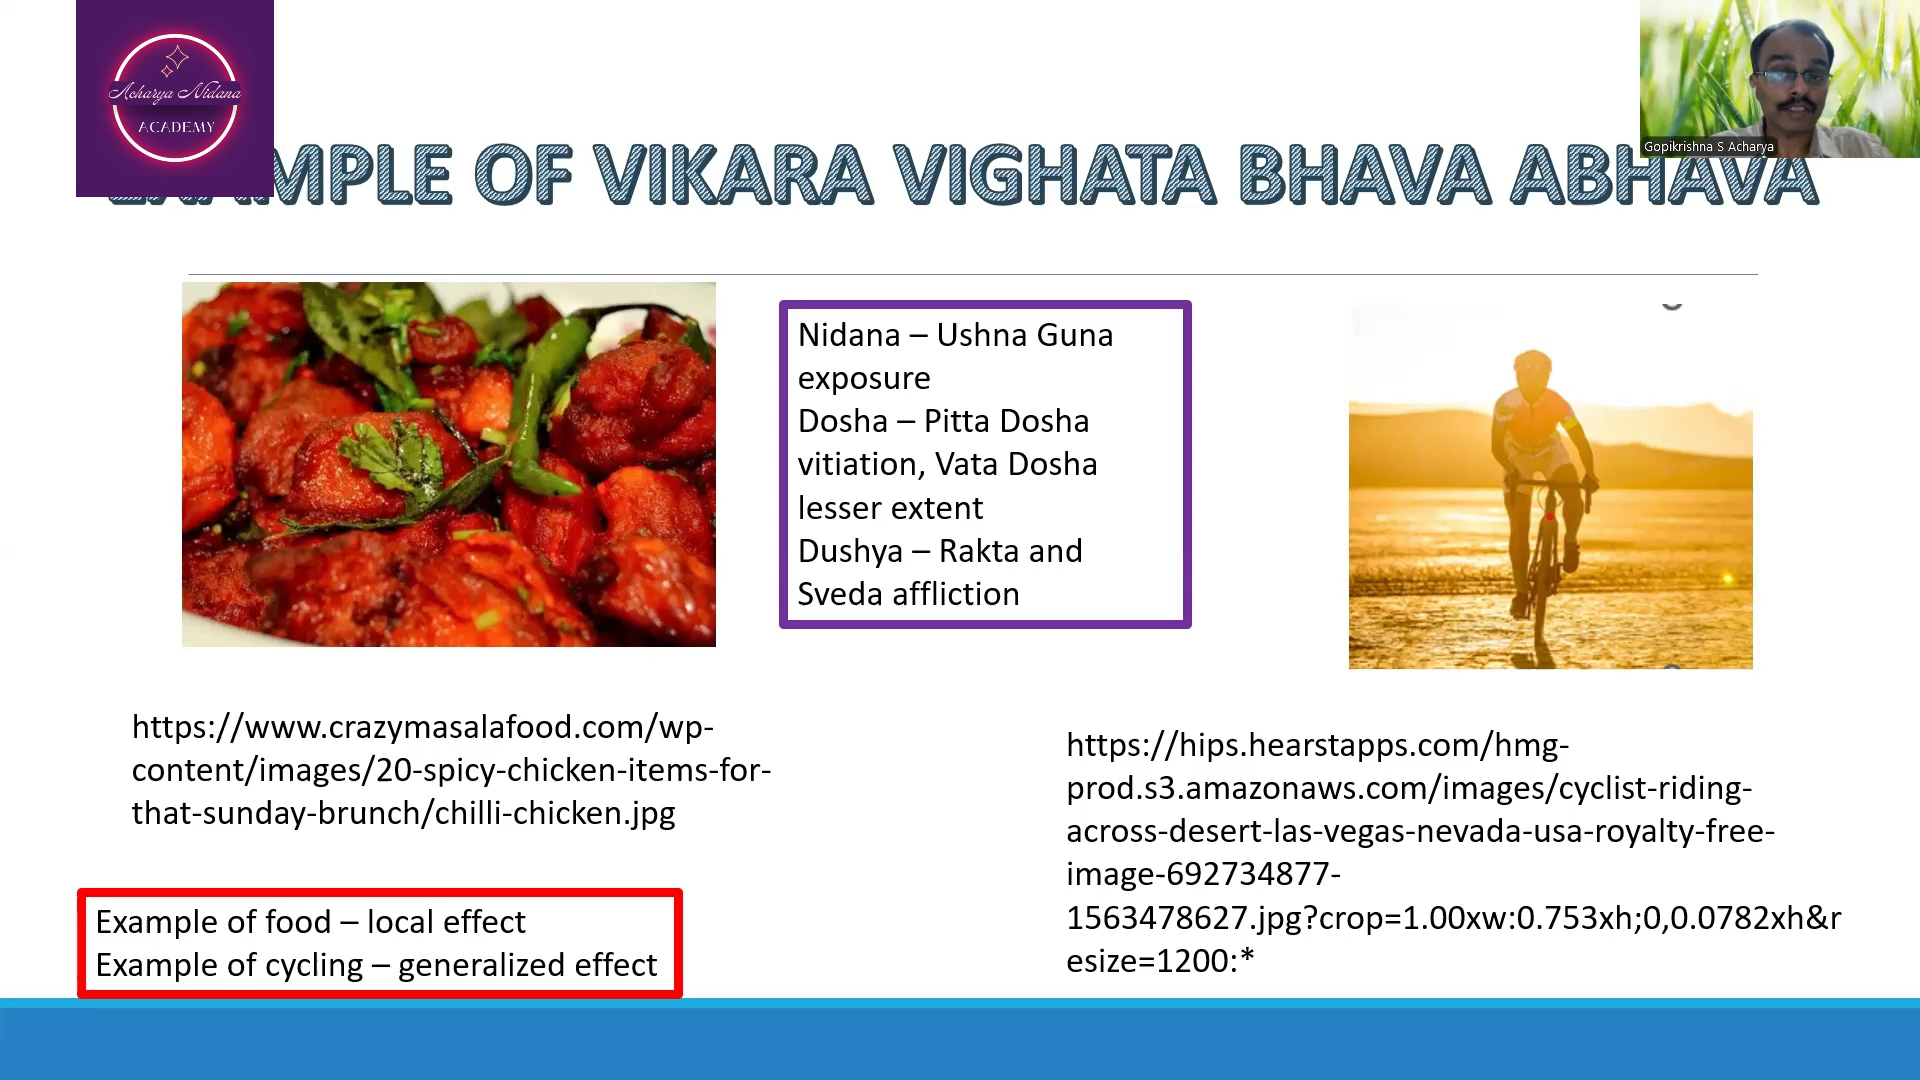 Acharya Nidana
ACADEMY
Gopikrishna S Acharya
EXAMPLE OF VIKARA VIGHATA BHAVA ABHAVA
Nidana – Ushna Guna
exposure
Dosha – Pitta Dosha
vitiation, Vata Dosha
lesser extent
Dushya – Rakta and
Sveda affliction
https://www.crazymasalafood.com/wp-
content/images/20-spicy-chicken-items-for-
that-sunday-brunch/chilli-chicken.jpg
https://hips.hearstapps.com/hmg-
prod.s3.amazonaws.com/images/cyclist-riding-
across-desert-las-vegas-nevada-usa-royalty-free-
image-692734877-
1563478627.jpg?crop=1.00xw:0.753xh;0,0.0782xh&r
esize=1200:*
Example of food – local effect
Example of cycling – generalized effect